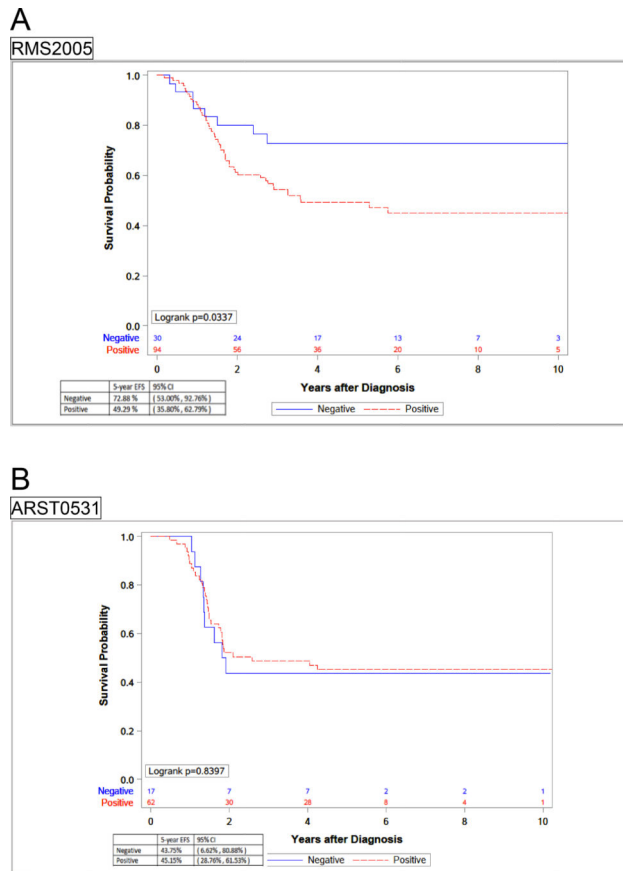 A
RMS2005
1.0
0.8
0.6
0.4
0.2
0.0
Survival Probability
Logrank p=0.0337
Negative 30 24 17 13 7 3
Positive 94 56 36 20 10 5
0 2 4 6 8 10
Years after Diagnosis
5-year EFS 95% CI
Negative 72.88 % ( 53.00% , 92.76% )
Positive 49.29 % ( 35.80% , 62.79% )
Negative Positive
B
ARST0531
1.0
0.8
0.6
0.4
0.2
0.0
Survival Probability
Logrank p=0.8397
Negative 17 7 7 2 2 1
Positive 62 30 28 8 4 1
0 2 4 6 8 10
Years after Diagnosis
5-year EFS 95% CI
Negative 43.75% ( 6.62% , 80.88% )
Positive 45.15% ( 28.76% , 61.53% )
Negative Positive